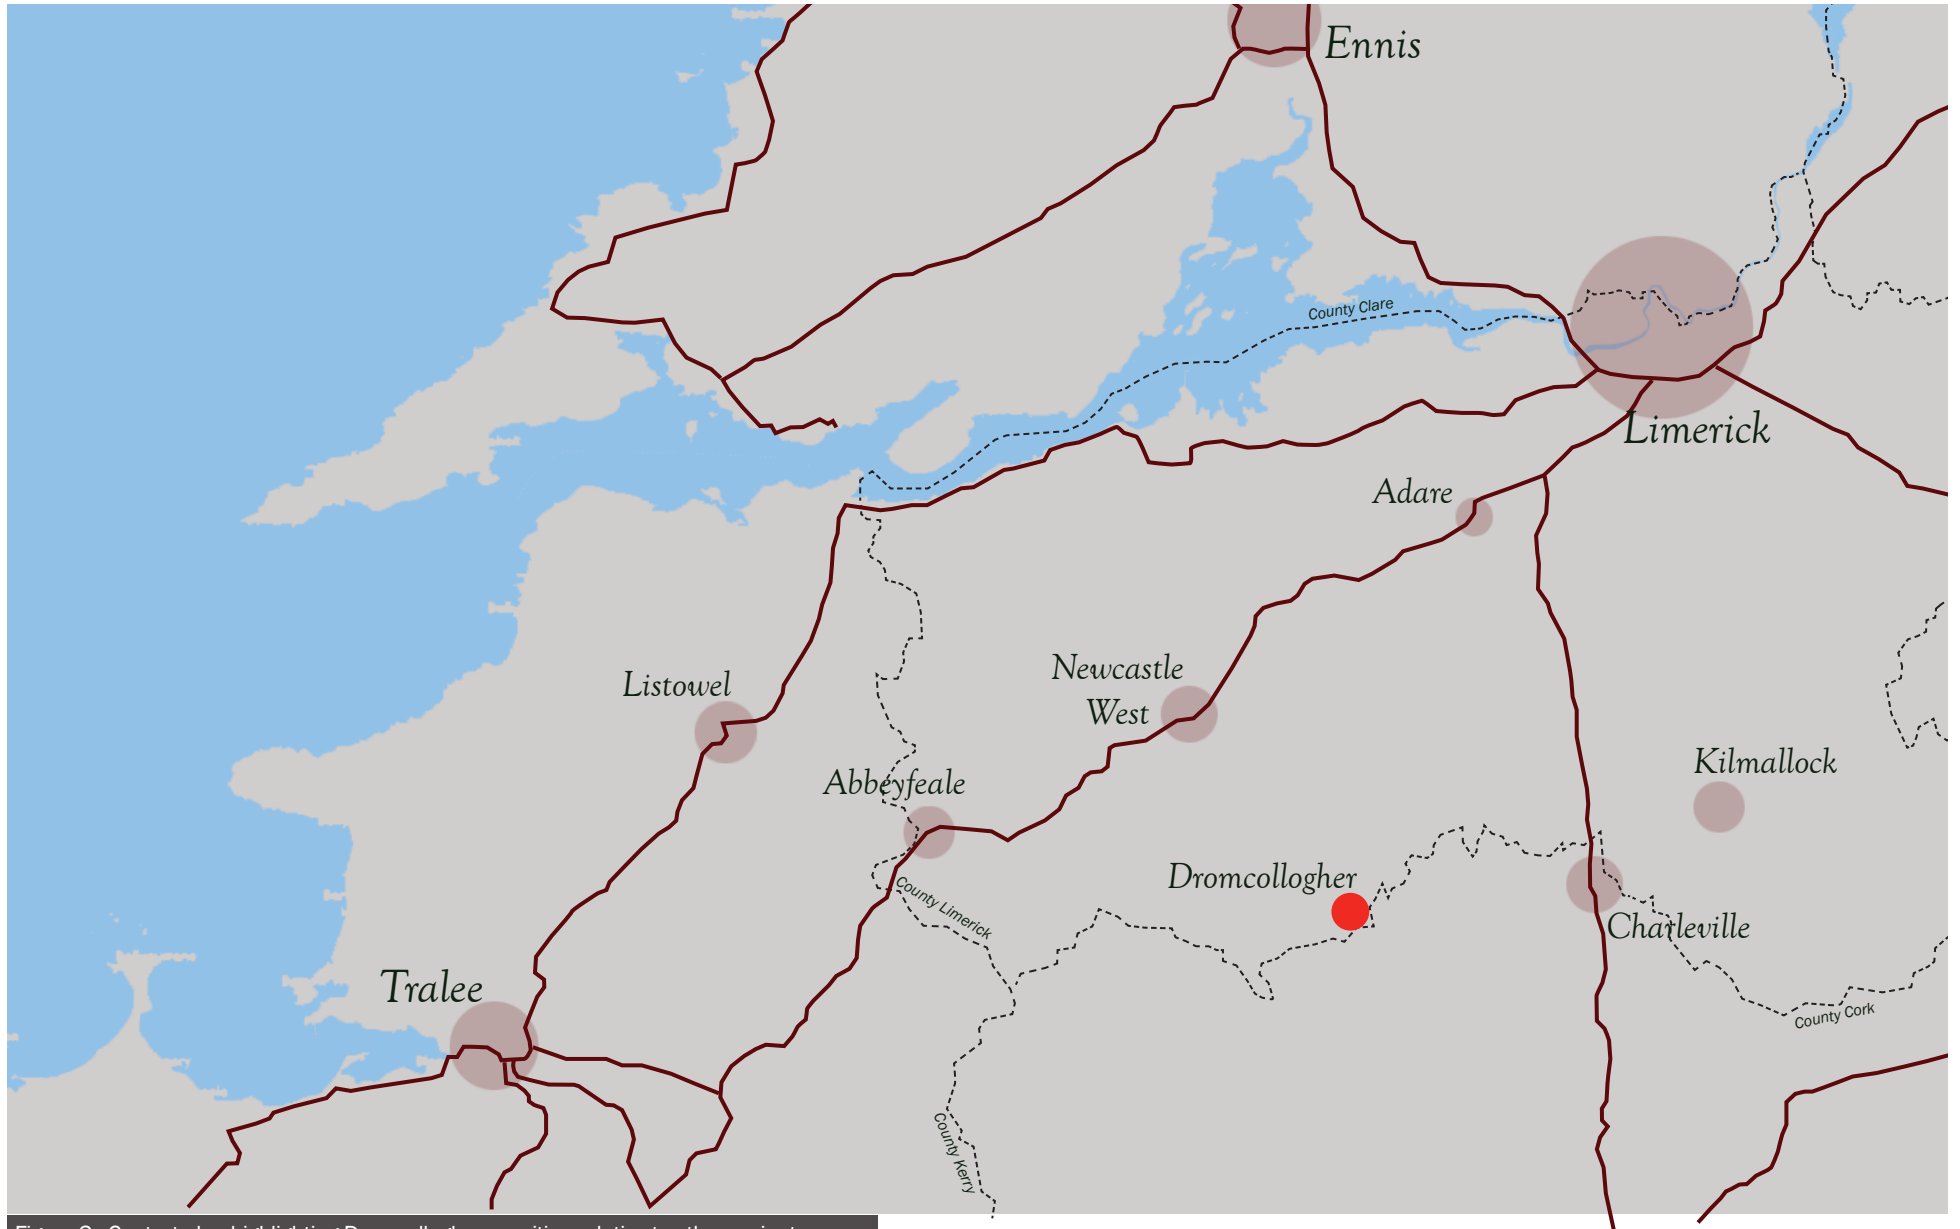 Ennis
County Clare
Limerick
Adare
Newcastle
West
Listowel
Kilmallock
Abbeyfeale
Dromcollogher
County Limerick
Charleville
Tralee
County Cork
County Kerry